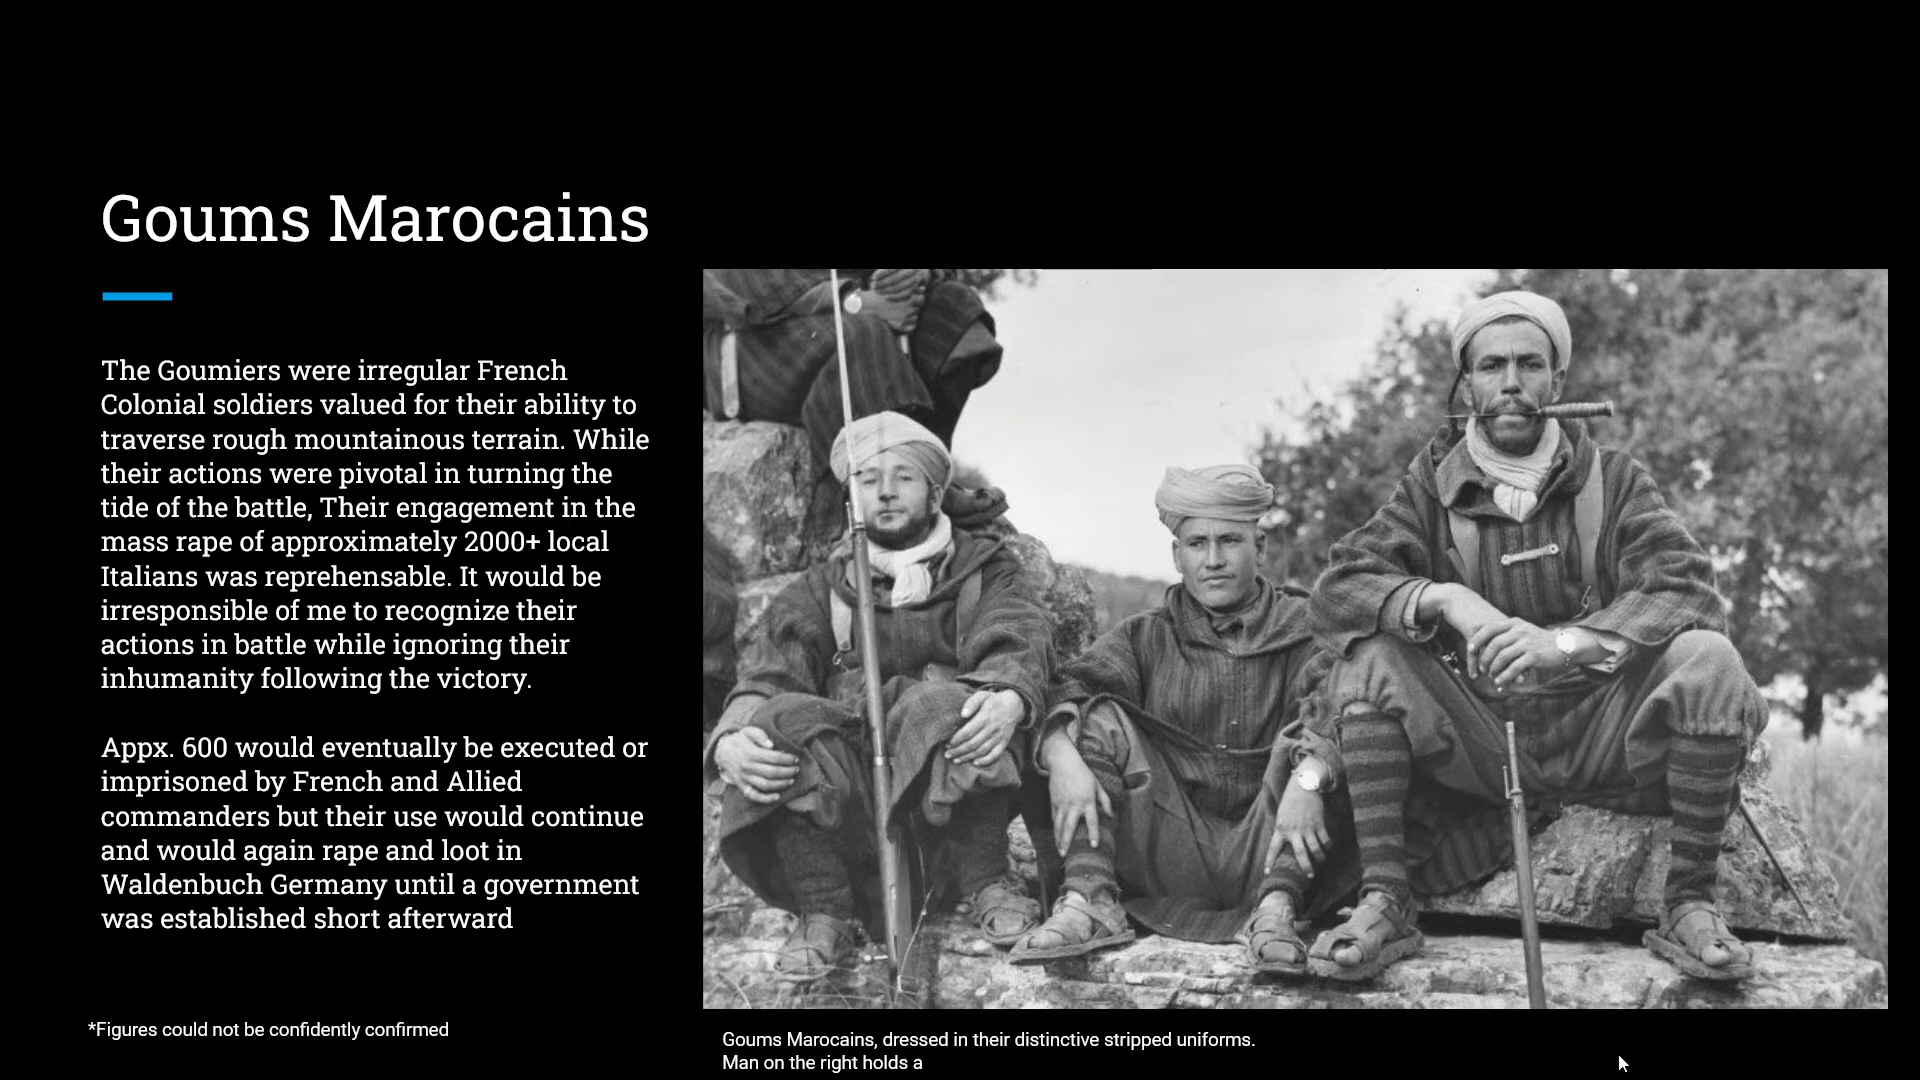 Goums Marocains
The Goumiers were irregular French
Colonial soldiers valued for their ability to
traverse rough mountainous terrain. While
their actions were pivotal in turning the
tide of the battle, Their engagement in the
mass rape of approximately 2000+ local
Italians was reprehensable. It would be
irresponsible of me to recognize their
actions in battle while ignoring their
inhumanity following the victory.
Appx. 600 would eventually be executed or
imprisoned by French and Allied
commanders but their use would continue
and would again rape and loot in
Waldenbuch Germany until a government
was established short afterward
*Figures could not be confidently confirmed
Goums Marocains, dressed in their distinctive stripped uniforms.
Man on the right holds a